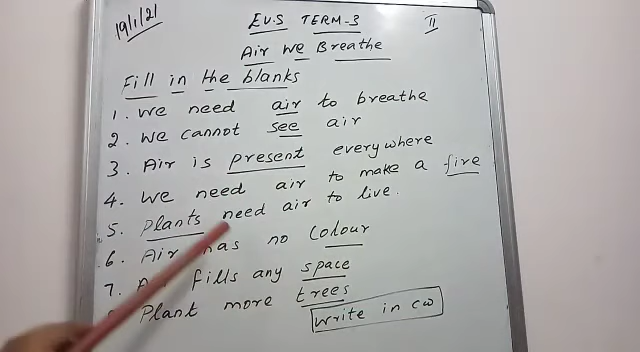 19/1/21
E.V.S TERM-3
II
Air We Breathe
Fill in the blanks
1. We need air to breathe
2. We cannot see air
3. Air is present everywhere
4. We need air to make a fire
5. Plants need air to live.
6. Air has no Colour
7. fills any space
Plant more trees
Write in CW